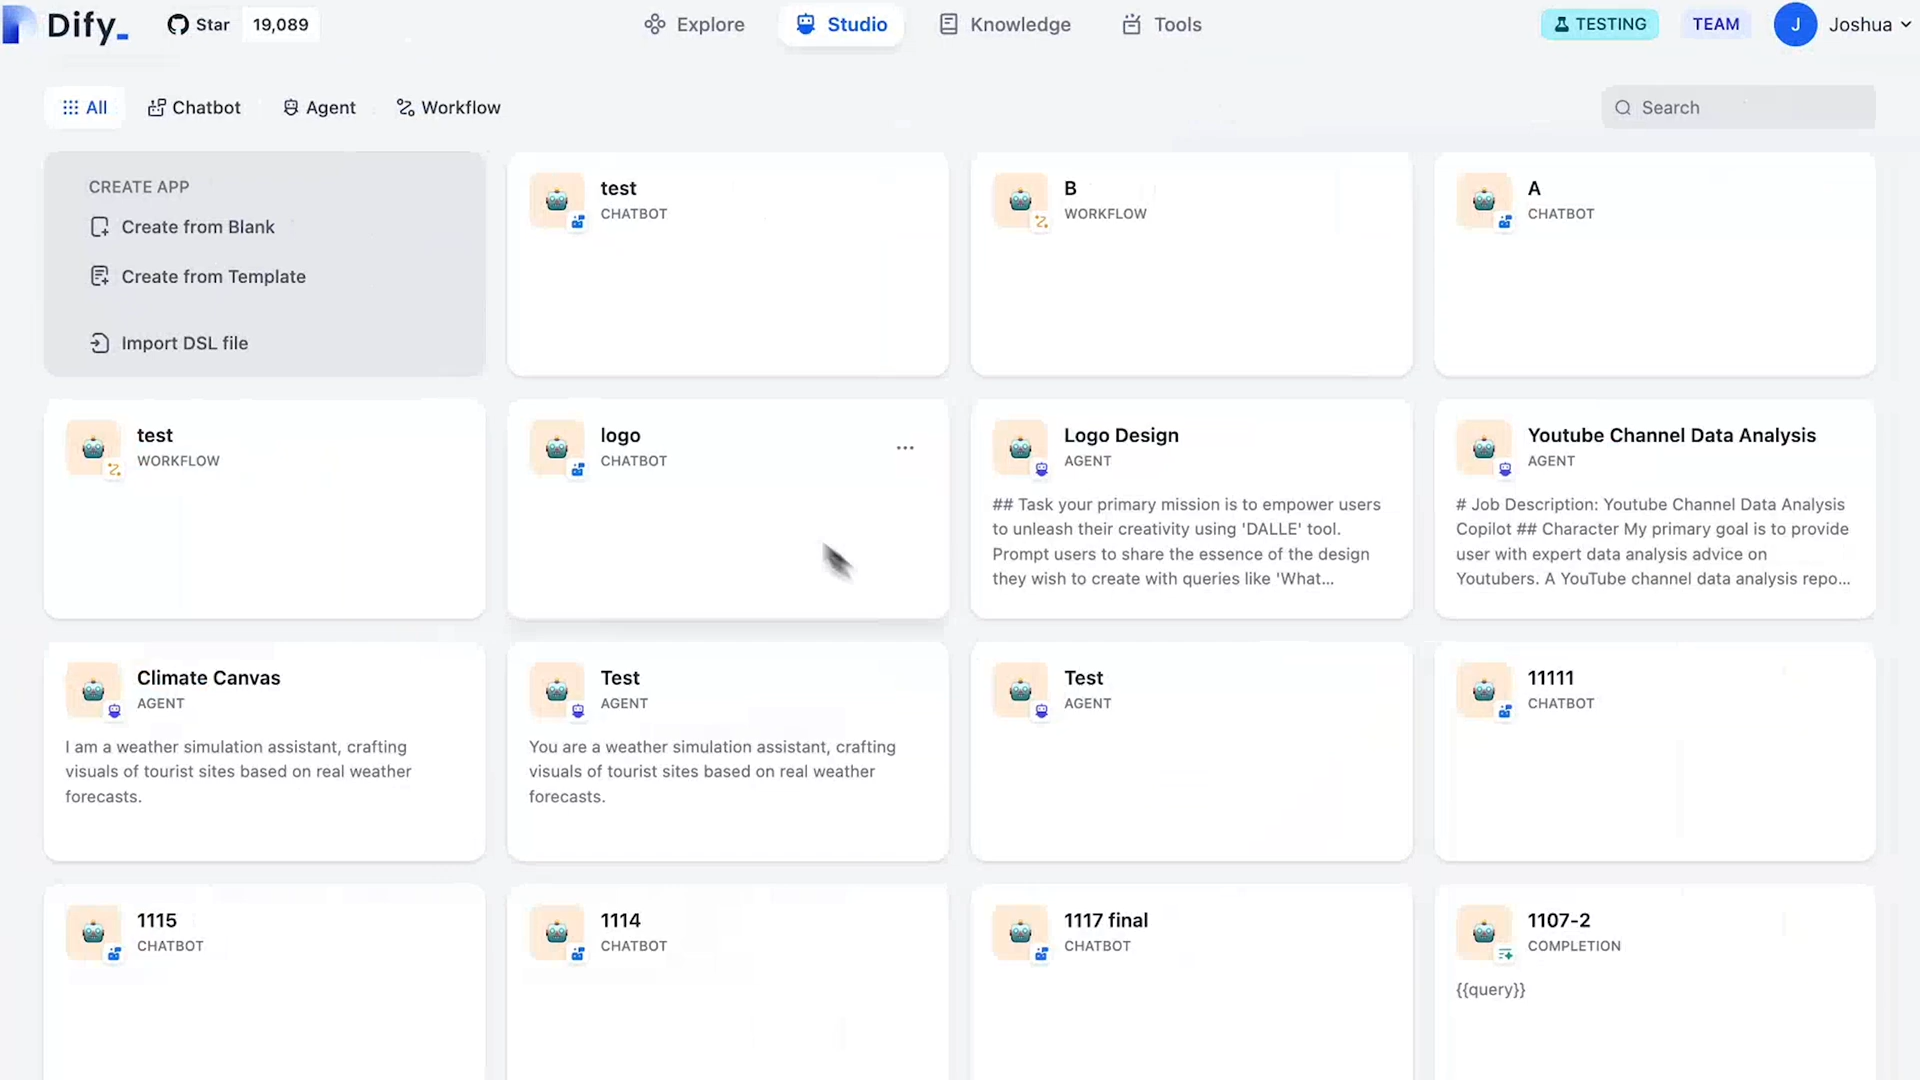 Dify_
Star 19,089
Explore
Studio
Knowledge
Tools
TESTING
TEAM
J
Joshua
All
Chatbot
Agent
Workflow
Search
CREATE APP
Create from Blank
Create from Template
Import DSL file
test
CHATBOT
B
WORKFLOW
A
CHATBOT
test
WORKFLOW
logo
CHATBOT
Logo Design
AGENT
## Task your primary mission is to empower users
to unleash their creativity using 'DALLE' tool.
Prompt users to share the essence of the design
they wish to create with queries like 'What...
Youtube Channel Data Analysis
AGENT
# Job Description: Youtube Channel Data Analysis
Copilot ## Character My primary goal is to provide
user with expert data analysis advice on
Youtubers. A YouTube channel data analysis repo...
Climate Canvas
AGENT
I am a weather simulation assistant, crafting
visuals of tourist sites based on real weather
forecasts.
Test
AGENT
You are a weather simulation assistant, crafting
visuals of tourist sites based on real weather
forecasts.
Test
AGENT
11111
CHATBOT
1115
CHATBOT
1114
CHATBOT
1117 final
CHATBOT
1107-2
COMPLETION
{{query}}